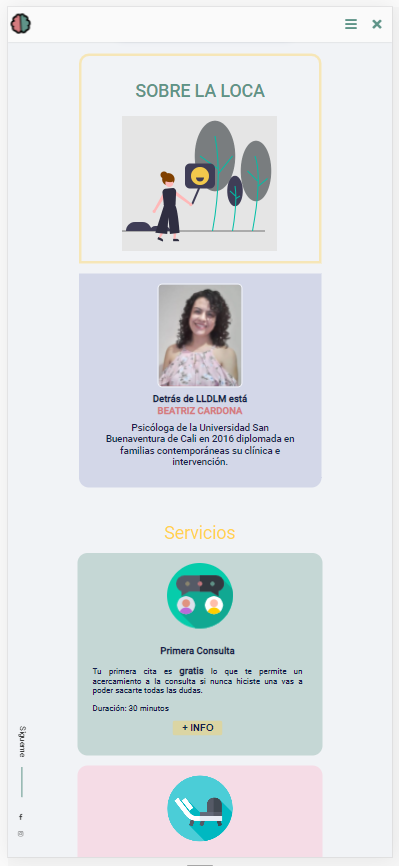 SOBRE LA LOCA
Detrás de LLDLM está
BEATRIZ CARDONA
Psicóloga de la Universidad San
Buenaventura de Cali en 2016 diplomada en
familias contemporáneas su clínica e
intervención.
Servicios
Primera Consulta
Tu primera cita es gratis lo que te permite un
acercamiento a la consulta si nunca hiciste una vas a
poder sacarte todas las dudas.
Duración: 30 minutos
+ INFO
Sígueme